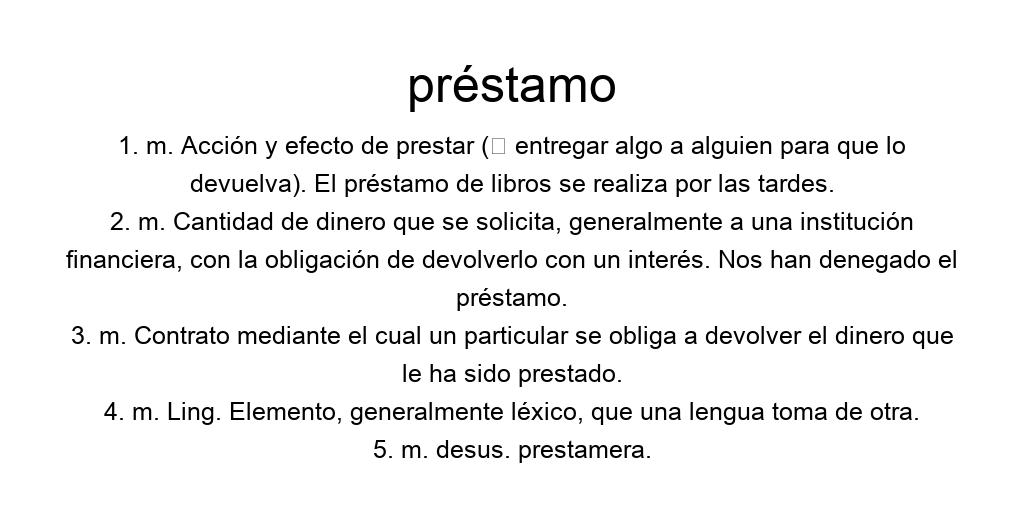 préstamo
1. m. Acción y efecto de prestar (□ entregar algo a alguien para que lo
devuelva). El préstamo de libros se realiza por las tardes.
2. m. Cantidad de dinero que se solicita, generalmente a una institución
financiera, con la obligación de devolverlo con un interés. Nos han denegado el
préstamo.
3. m. Contrato mediante el cual un particular se obliga a devolver el dinero que
le ha sido prestado.
4. m. Ling. Elemento, generalmente léxico, que una lengua toma de otra.
5. m. desus. prestamera.